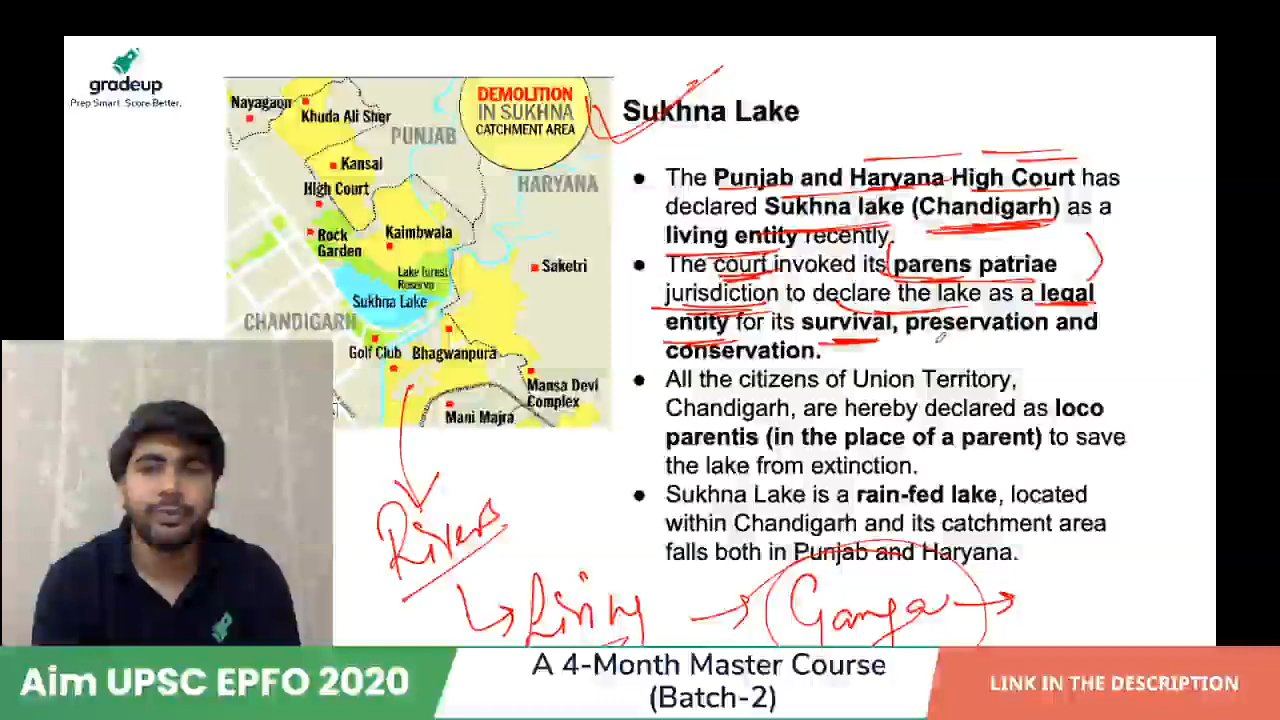 gradeup
Prep Smart. Score Better.
Nayagaon
Khuda Ali Sher
PUNJAB
DEMOLITION
IN SUKHNA
CATCHMENT AREA
Kansal
High Court
HARYANA
Rock
Garden
Kaimbwala
Saketri
Lake Forest
Reserve
Sukhna Lake
CHANDIGARH
Golf Club
Bhagwanpura
Mansa Devi
Complex
Mani Majra
Sukhna Lake
● The Punjab and Haryana High Court has
declared Sukhna lake (Chandigarh) as a
living entity recently.
● The court invoked its parens patriae
jurisdiction to declare the lake as a legal
entity for its survival, preservation and
conservation.
● All the citizens of Union Territory,
Chandigarh, are hereby declared as loco
parentis (in the place of a parent) to save
the lake from extinction.
● Sukhna Lake is a rain-fed lake, located
within Chandigarh and its catchment area
falls both in Punjab and Haryana.
Rivers
Living
Ganga
Aim UPSC EPFO 2020
A 4-Month Master Course
(Batch-2)
LINK IN THE DESCRIPTION